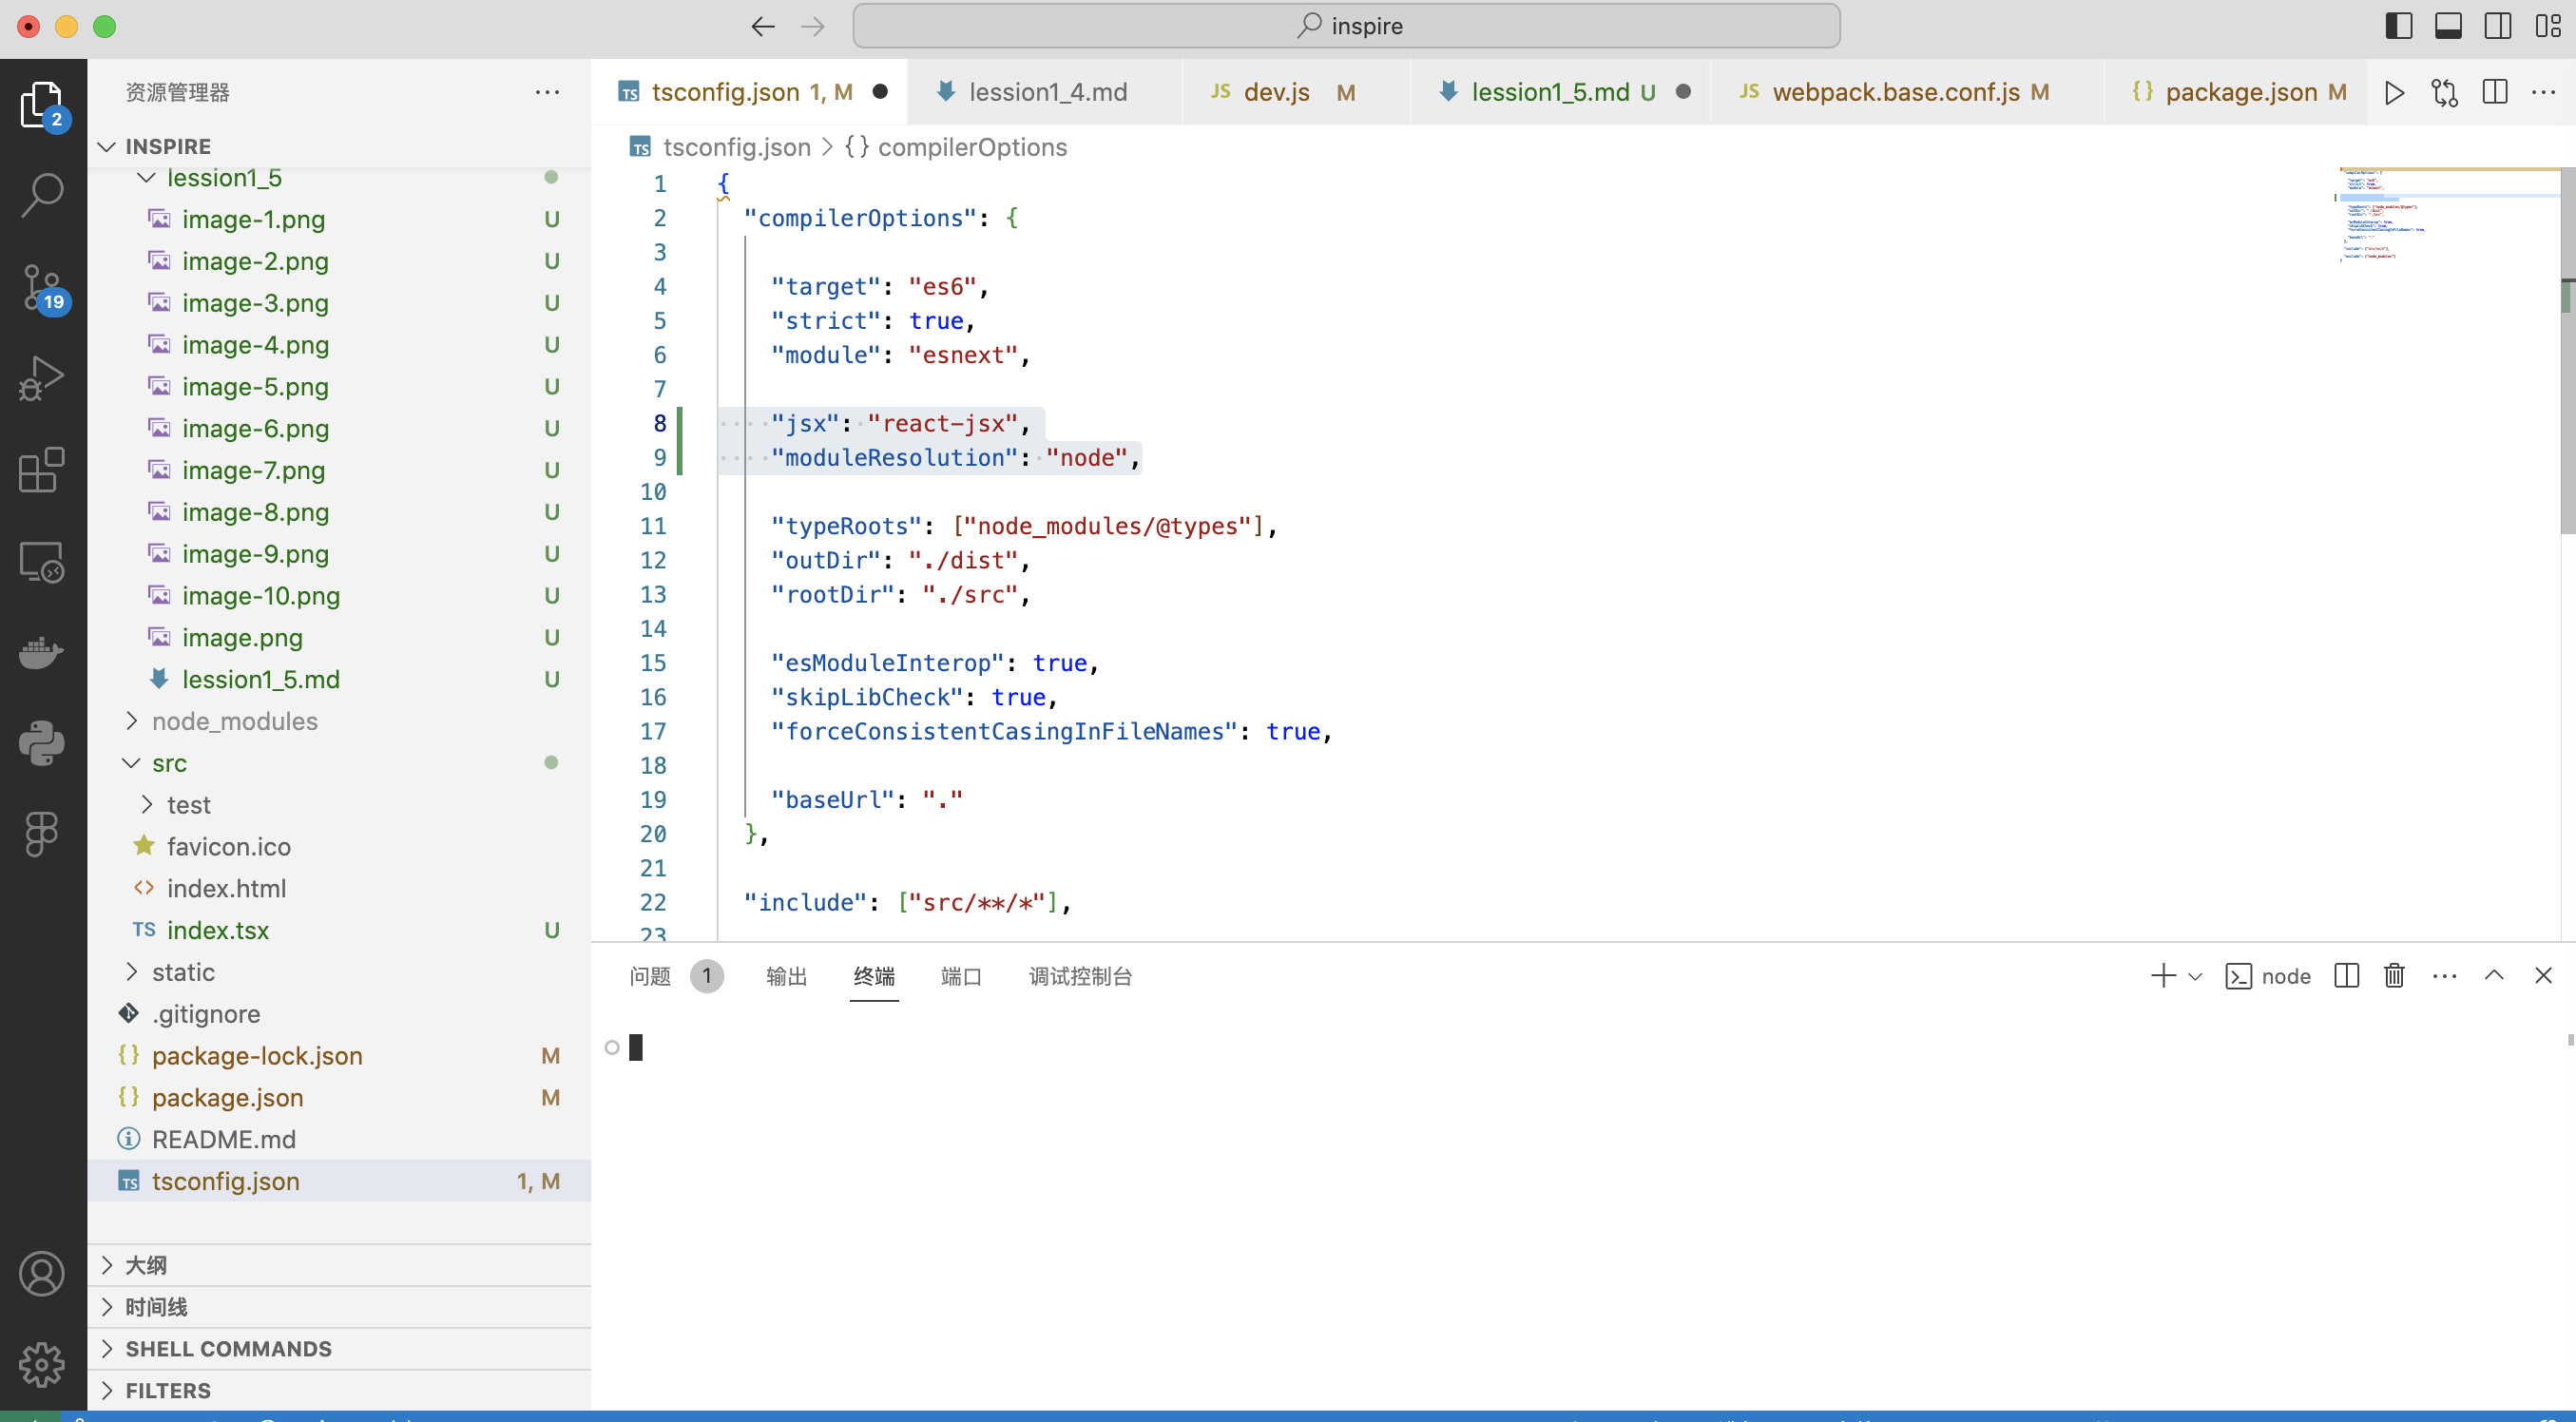 inspire
资源管理器
tsconfig.json 1, M
lession1_4.md
JS dev.js M
lession1_5.md U
JS webpack.base.conf.js M
{} package.json M
2
19
INSPIRE
lession1_5
image-1.png U
image-2.png U
image-3.png U
image-4.png U
image-5.png U
image-6.png U
image-7.png U
image-8.png U
image-9.png U
image-10.png U
image.png U
lession1_5.md U
node_modules
src
test
favicon.ico
index.html
TS index.tsx U
static
.gitignore
{} package-lock.json M
{} package.json M
README.md
TS tsconfig.json 1, M
大纲
时间线
SHELL COMMANDS
FILTERS
TS tsconfig.json > {} compilerOptions
1 {
2 "compilerOptions": {
3
4 "target": "es6",
5 "strict": true,
6 "module": "esnext",
7
8 "jsx": "react-jsx",
9 "moduleResolution": "node",
10
11 "typeRoots": ["node_modules/@types"],
12 "outDir": "./dist",
13 "rootDir": "./src",
14
15 "esModuleInterop": true,
16 "skipLibCheck": true,
17 "forceConsistentCasingInFileNames": true,
18
19 "baseUrl": "."
20 },
21
22 "include": ["src/**/*"],
23
问题 1 输出 终端 端口 调试控制台
node